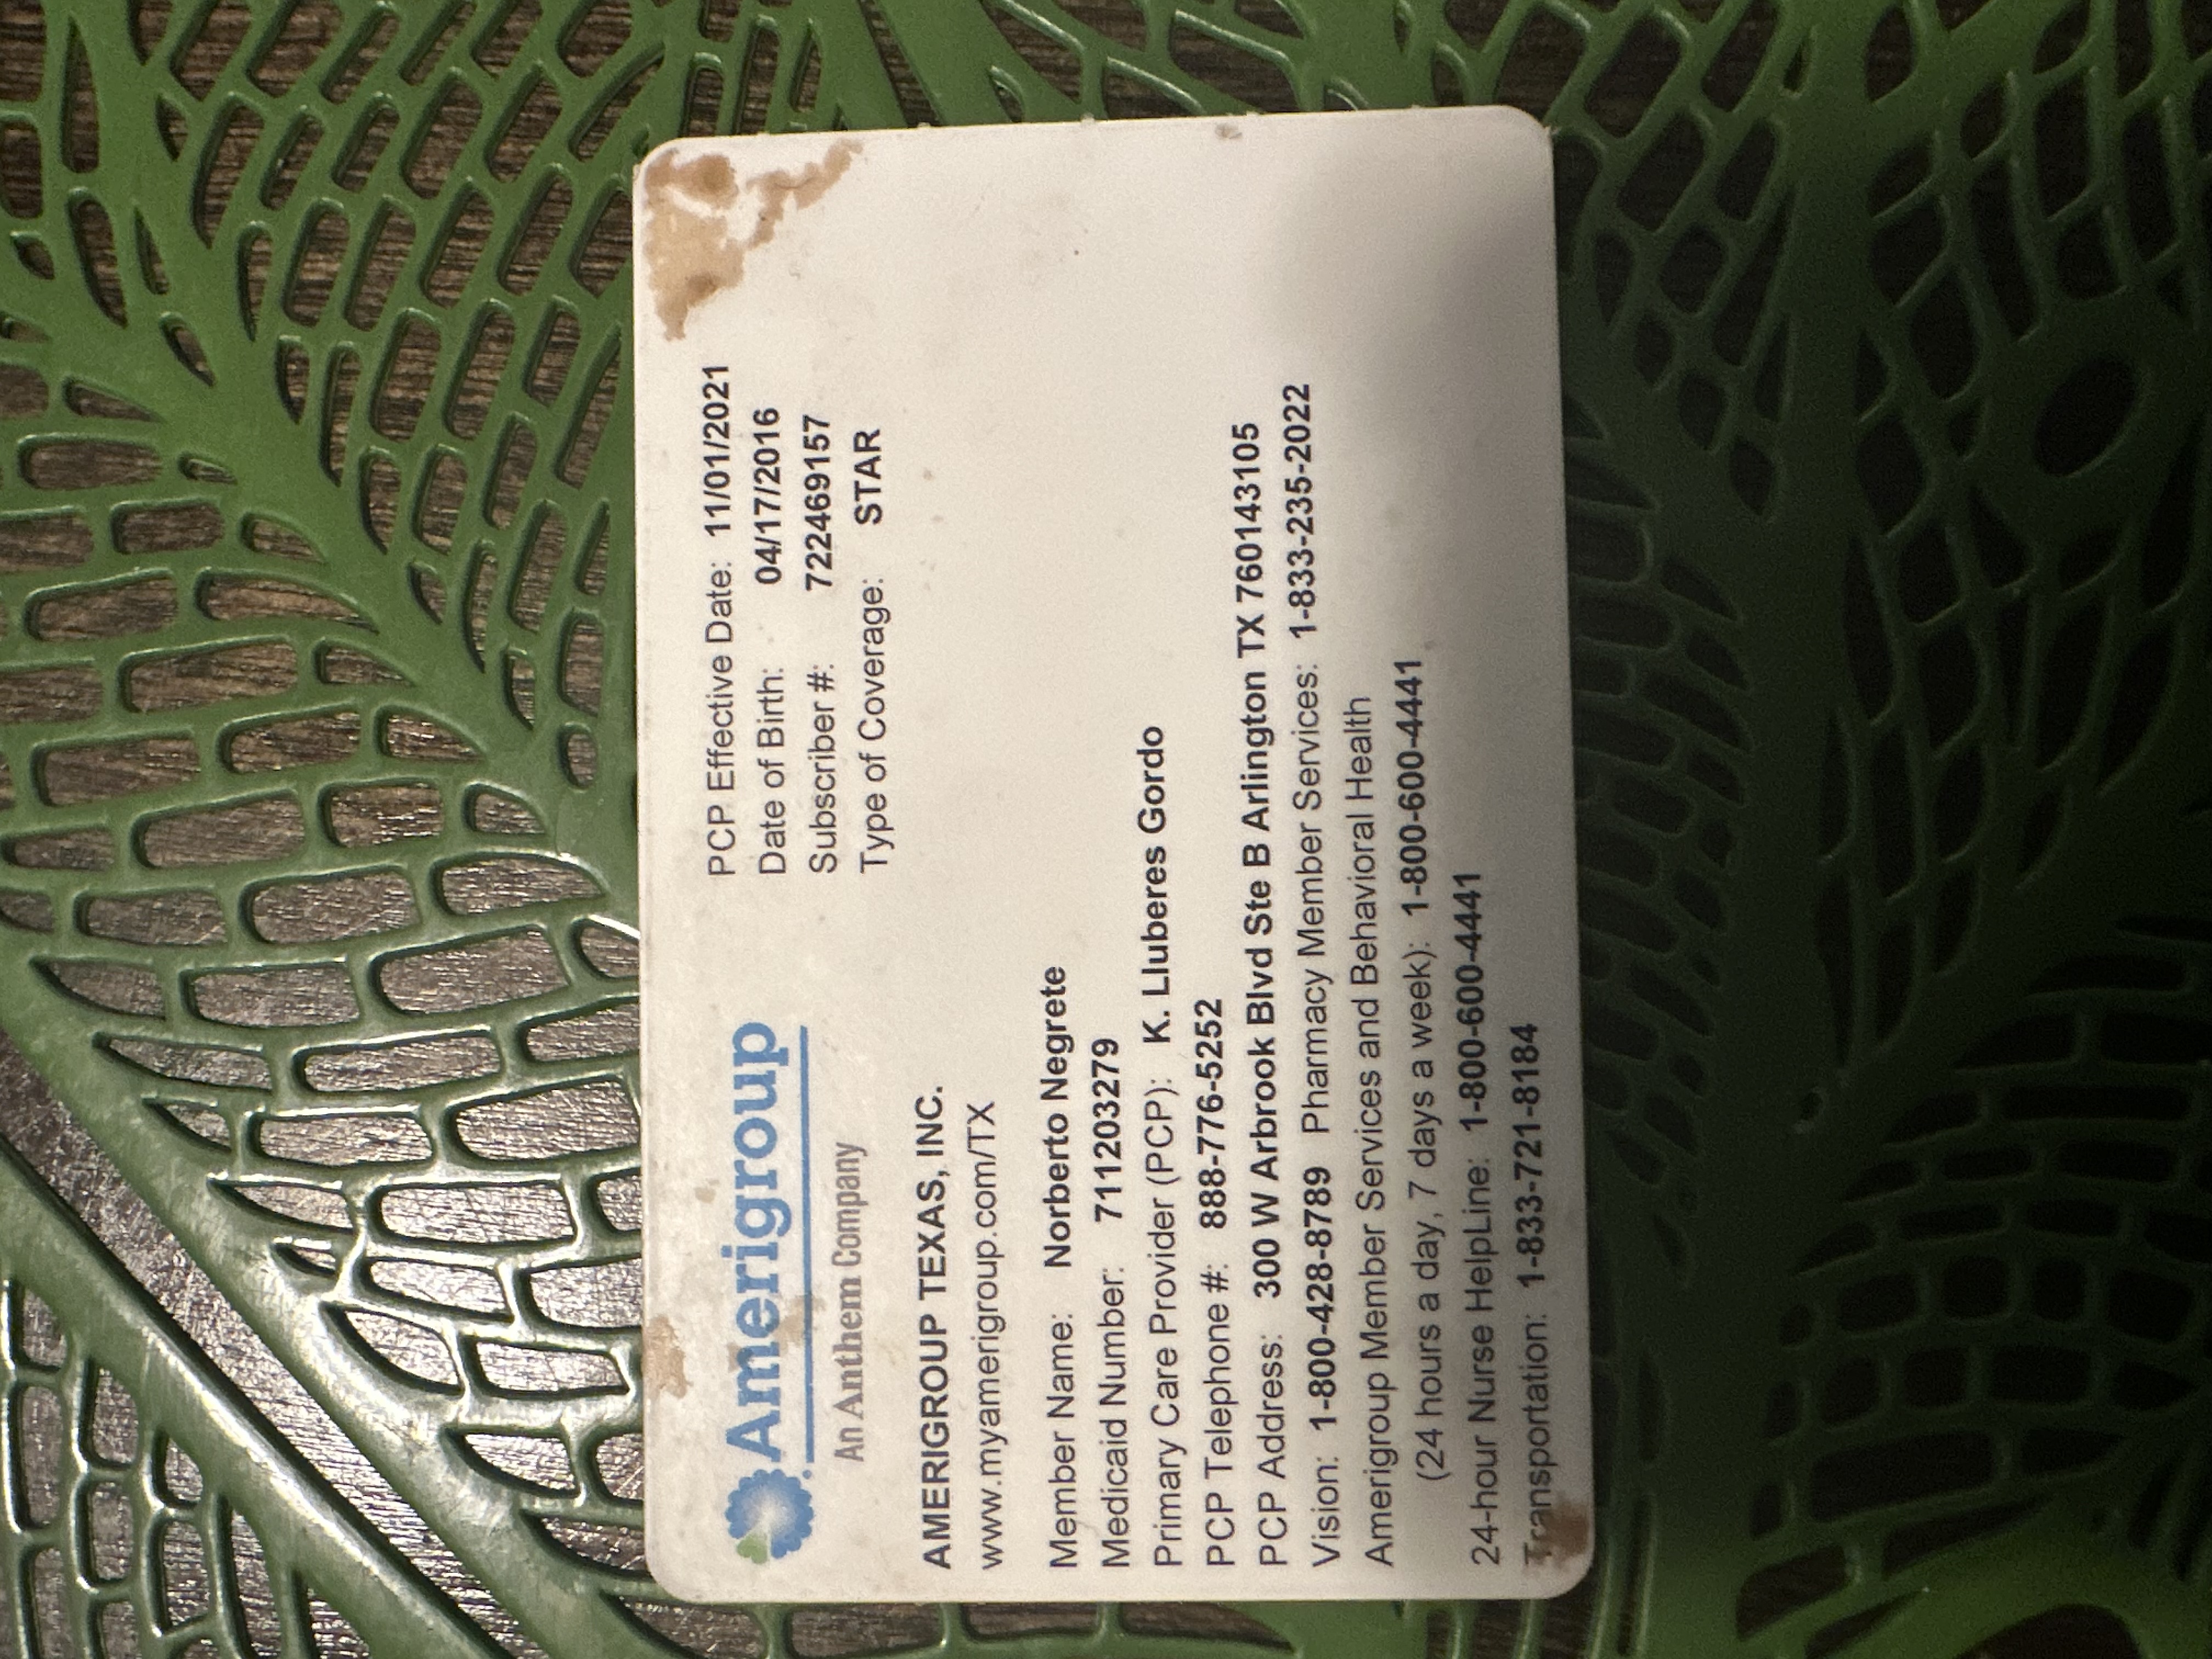 Amerigroup
An Anthem Company
PCP Effective Date: 11/01/2021
Date of Birth: 04/17/2016
Subscriber #: 722469157
Type of Coverage: STAR
AMERIGROUP TEXAS, INC.
www.myamerigroup.com/TX
Member Name: Norberto Negrete
Medicaid Number: 711203279
Primary Care Provider (PCP): K. Lluberes Gordo
PCP Telephone #: 888-776-5252
PCP Address: 300 W Arbrook Blvd Ste B Arlington TX 760143105
Vision: 1-800-428-8789 Pharmacy Member Services: 1-833-235-2022
Amerigroup Member Services and Behavioral Health
(24 hours a day, 7 days a week): 1-800-600-4441
24-hour Nurse HelpLine: 1-800-600-4441
Transportation: 1-833-721-8184